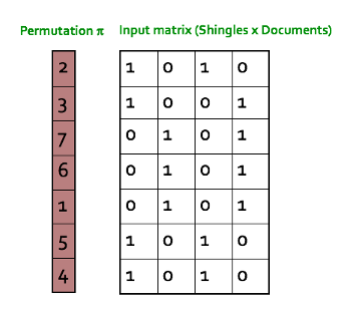 Permutation π Input matrix (Shingles x Documents)
2 1 0 1 0
3 1 0 0 1
7 0 1 0 1
6 0 1 0 1
1 0 1 0 1
5 1 0 1 0
4 1 0 1 0